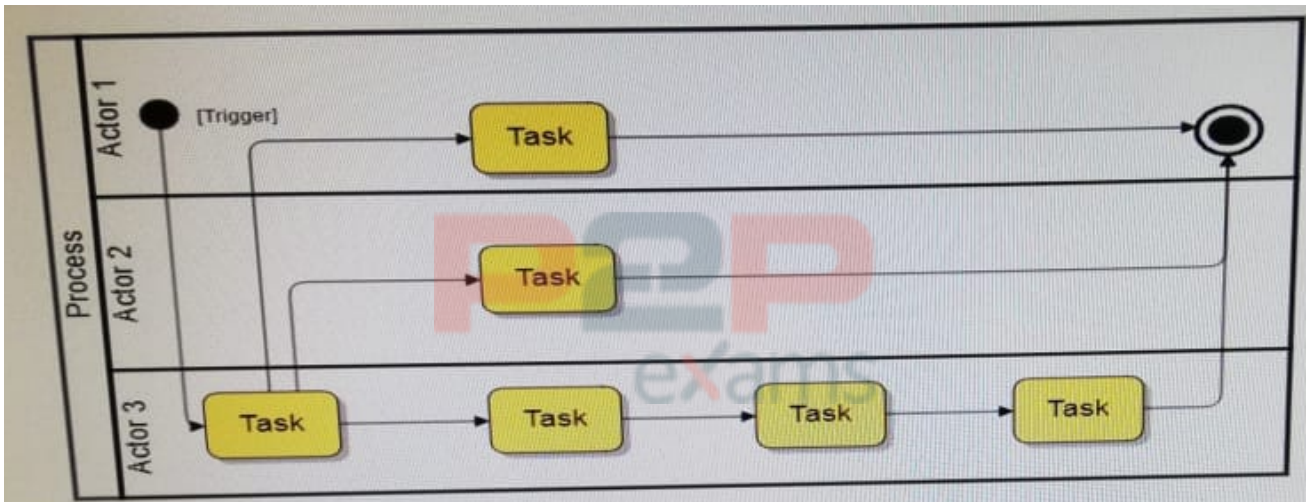 Process
Actor 1
[Trigger]
Task
Actor 2
Task
Actor 3
Task
Task
Task
Task
P2P
exams